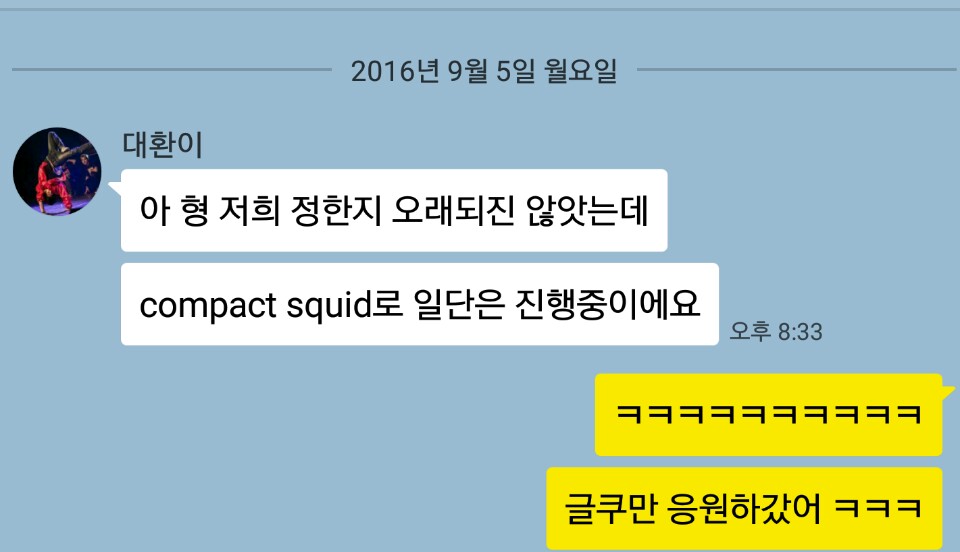 2016년 9월 5일 월요일
대환이
아 형 저희 정한지 오래되진 않앗는데
compact squid로 일단은 진행중이에요
오후 8:33
ㅋㅋㅋㅋㅋㅋㅋㅋㅋㅋ
글쿠만 응원하갔어 ㅋㅋㅋ